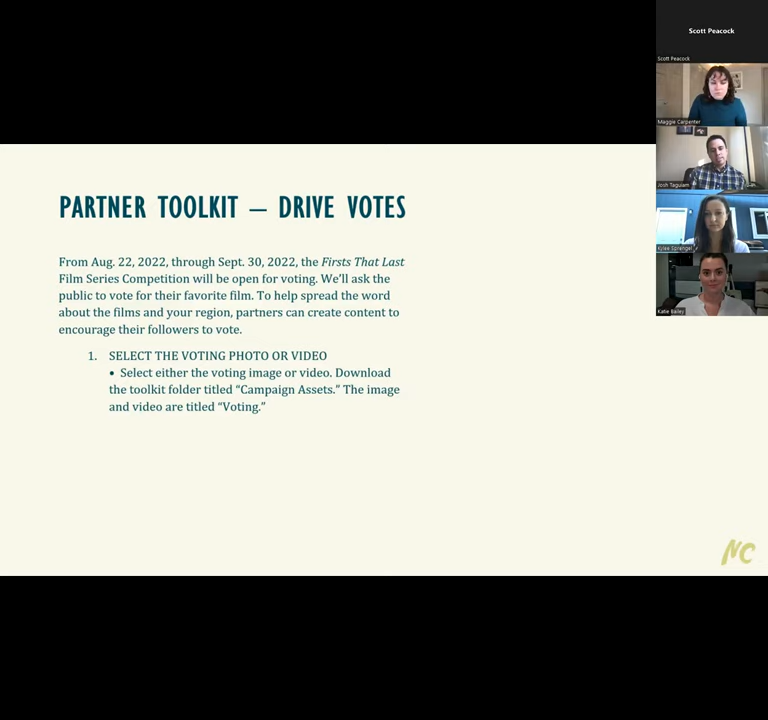 Scott Peacock
Scott Peacock
Maggie Carpenter
Josh Taguiam
Kylee Sprengel
Katie Bailey
PARTNER TOOLKIT — DRIVE VOTES
From Aug. 22, 2022, through Sept. 30, 2022, the Firsts That Last
Film Series Competition will be open for voting. We’ll ask the
public to vote for their favorite film. To help spread the word
about the films and your region, partners can create content to
encourage their followers to vote.
1. SELECT THE VOTING PHOTO OR VIDEO
• Select either the voting image or video. Download
the toolkit folder titled “Campaign Assets.” The image
and video are titled “Voting.”
NC